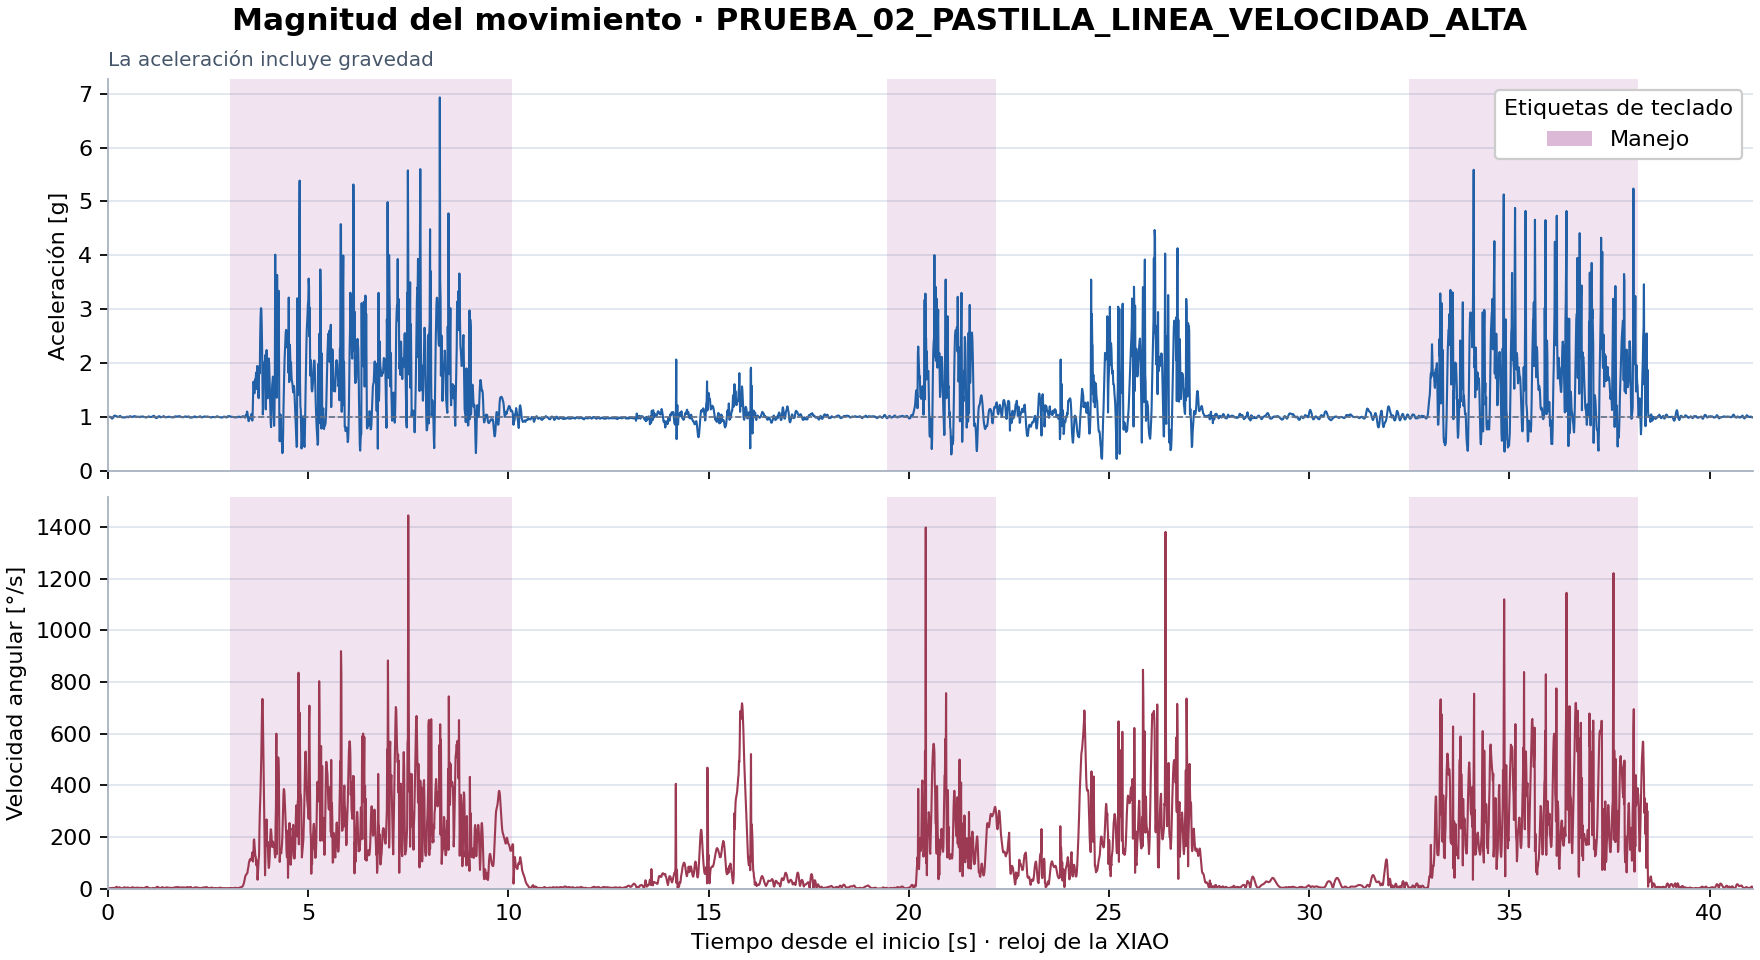 Magnitud del movimiento · PRUEBA_02_PASTILLA_LINEA_VELOCIDAD_ALTA
La aceleración incluye gravedad
Aceleración [g]
7
6
5
4
3
2
1
0
Etiquetas de teclado
Manejo
Velocidad angular [°/s]
1400
1200
1000
800
600
400
200
0
0 5 10 15 20 25 30 35 40
Tiempo desde el inicio [s] · reloj de la XIAO